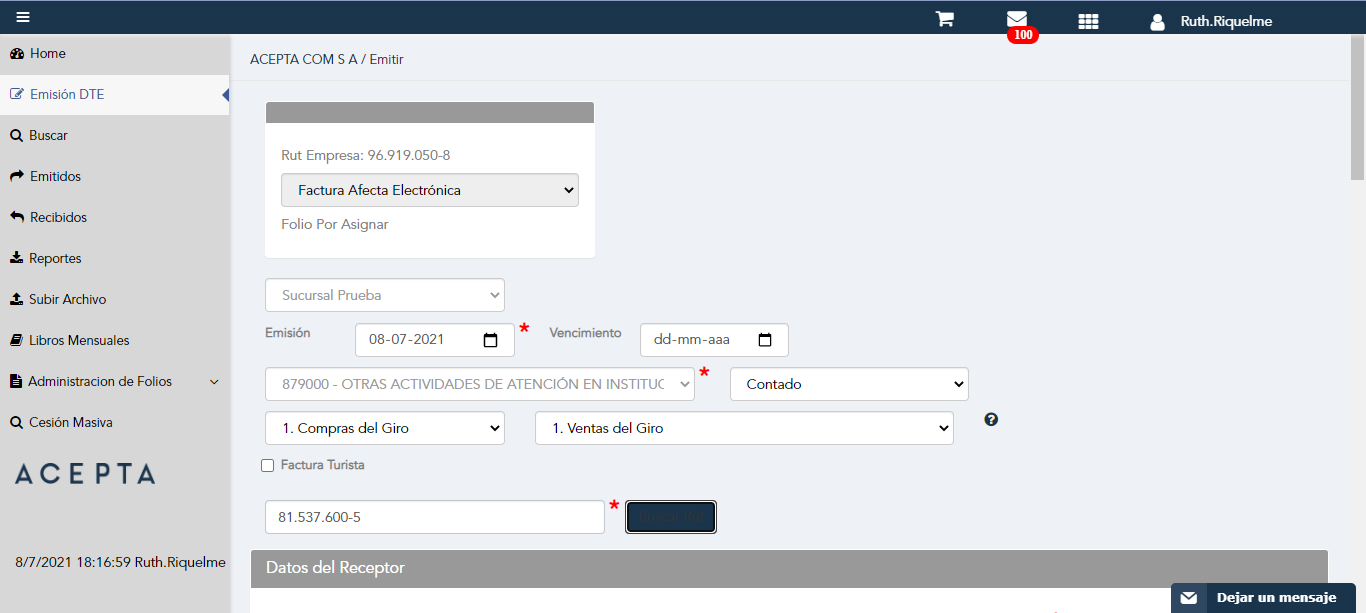 100
Ruth.Riquelme
Home
Emisión DTE
Buscar
Emitidos
Recibidos
Reportes
Subir Archivo
Libros Mensuales
Administracion de Folios
Cesión Masiva
ACEPTA
8/7/2021 18:16:59 Ruth.Riquelme
ACEPTA COM S A / Emitir
Rut Empresa: 96.919.050-8
Factura Afecta Electrónica
Folio Por Asignar
Sucursal Prueba
Emisión 08-07-2021 * Vencimiento dd-mm-aaa
879000 - OTRAS ACTIVIDADES DE ATENCIÓN EN INSTITUC * Contado
1. Compras del Giro 1. Ventas del Giro ?
Factura Turista
81.537.600-5 *
Datos del Receptor
Dejar un mensaje